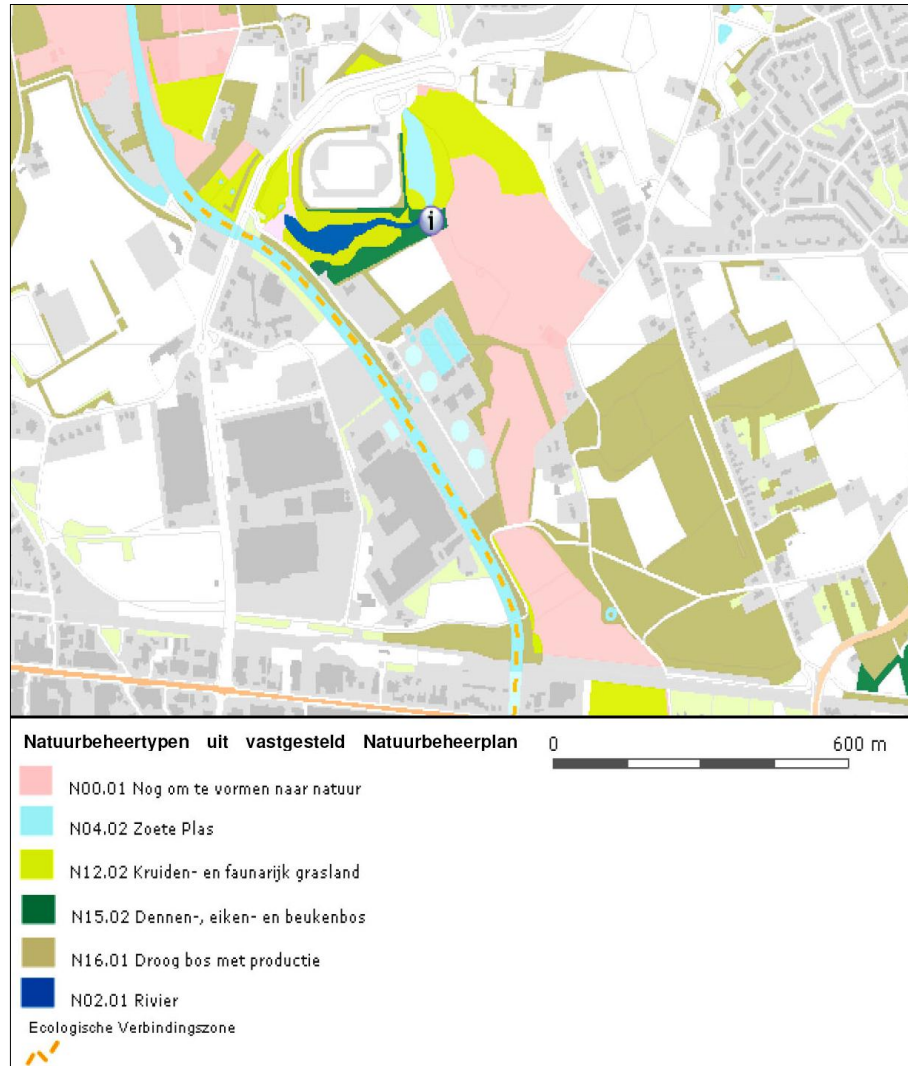 i
Natuurbeheertypen uit vastgesteld Natuurbeheerplan
0 600 m
N00.01 Nog om te vormen naar natuur
N04.02 Zoete Plas
N12.02 Kruiden- en faunarijk grasland
N15.02 Dennen-, eiken- en beukenbos
N16.01 Droog bos met productie
N02.01 Rivier
Ecologische Verbindingszone